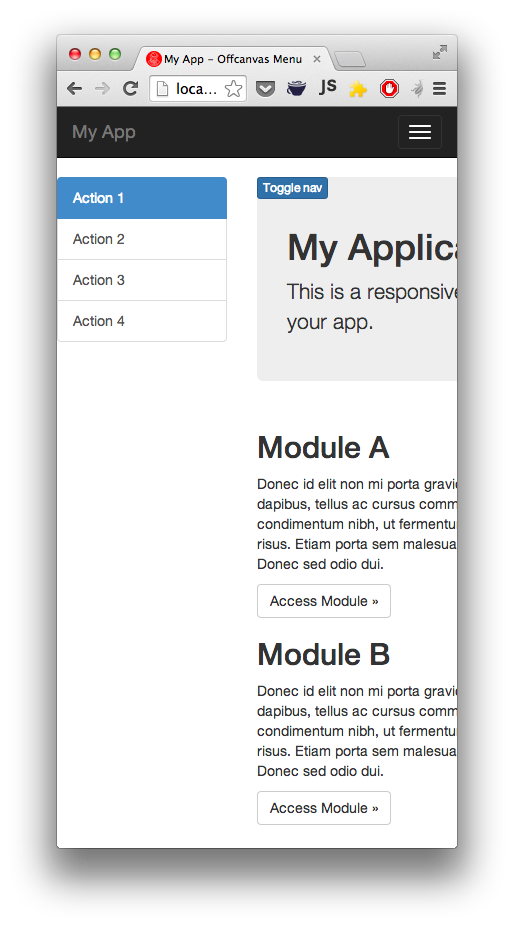 My App – Offcanvas Menu
loca...
JS
My App
Action 1
Action 2
Action 3
Action 4
Toggle nav
My Applica
This is a responsive
your app.
Module A
Donec id elit non mi porta gravid
dapibus, tellus ac cursus comm
condimentum nibh, ut fermentu
risus. Etiam porta sem malesua
Donec sed odio dui.
Access Module »
Module B
Donec id elit non mi porta gravid
dapibus, tellus ac cursus comm
condimentum nibh, ut fermentu
risus. Etiam porta sem malesua
Donec sed odio dui.
Access Module »